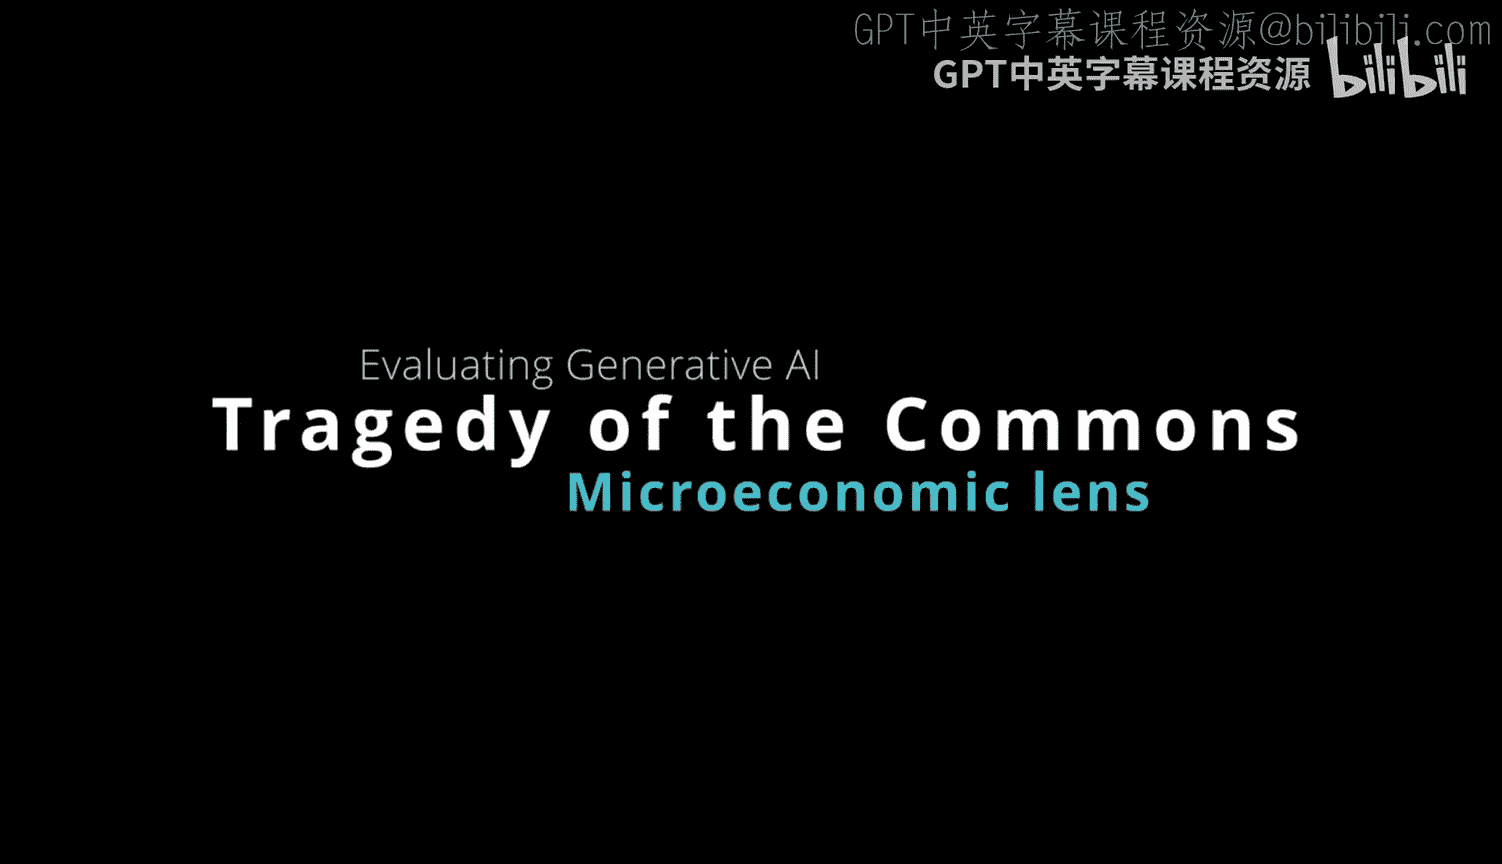 GPT中英字幕课程资源@bilibili.com
GPT中英字幕课程资源 bilibili
Evaluating Generative AI
Tragedy of the Commons
Microeconomic lens